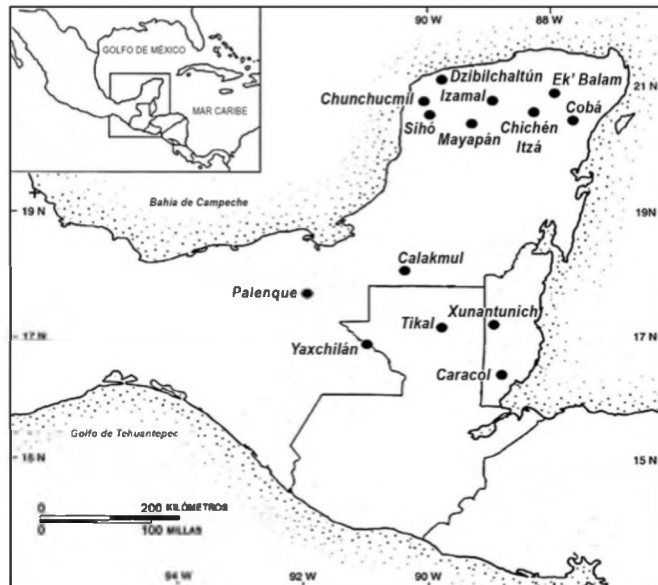 90 W
88 W
GOLFO DE MÉXICO
MAR CARIBE
Dzibilchaltún
Izamal
Ek' Balam
21 N
Chunchucmil
Cobá
Sihó
Mayapán
Chichén
Itzá
Bahía de Campeche
19 N
19N
Calakmul
Palenque
Xunantunich
Tikal
17 N
17 N
Yaxchilán
Caracol
Golfo de Tehuantepec
15 N
15 N
0
200 KILÓMETROS
0
100 MILLAS
94 W
92 W
90 W
88 W